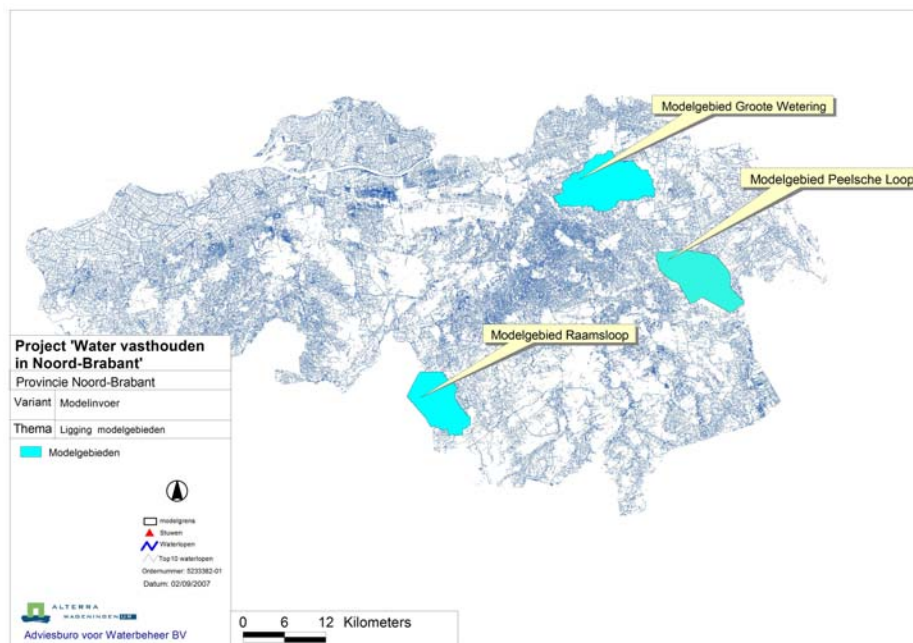 Modelgebied Groote Wetering
Modelgebied Peelsche Loop
Modelgebied Raamsloop
Project 'Water vasthouden
in Noord-Brabant'
Provincie Noord-Brabant
Variant Modelinvoer
Thema Ligging modelgebieden
Modelgebieden
modelgrens
Stuwen
Waterlopen
Top10 waterlopen
Ordernummer: 5233382-01
Datum: 02/09/2007
ALTERRA
WAGENINGEN UR
Adviesburo voor Waterbeheer BV
0 6 12 Kilometers